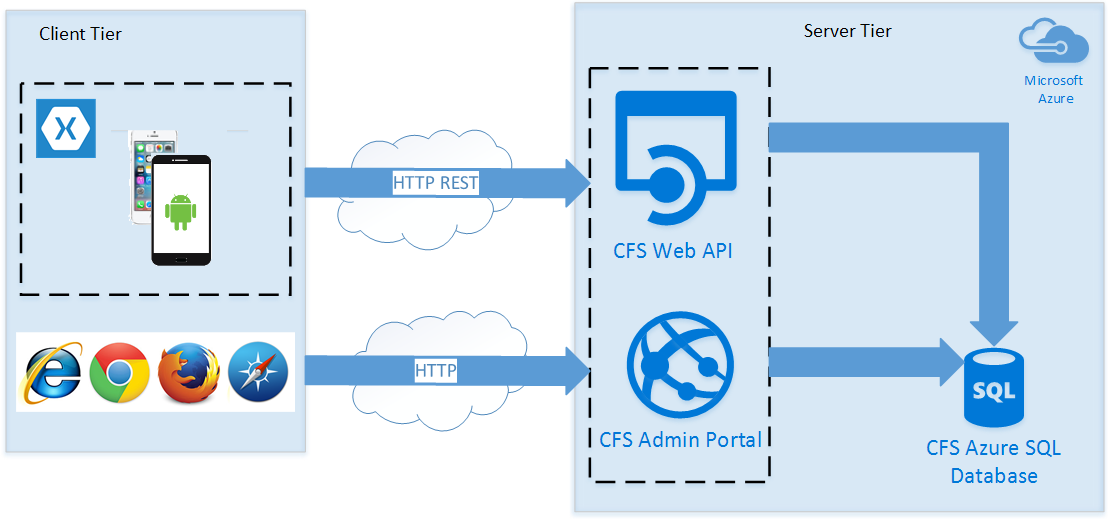 Client Tier
Server Tier
Microsoft
Azure
X
HTTP REST
CFS Web API
HTTP
CFS Admin Portal
SQL
CFS Azure SQL
Database